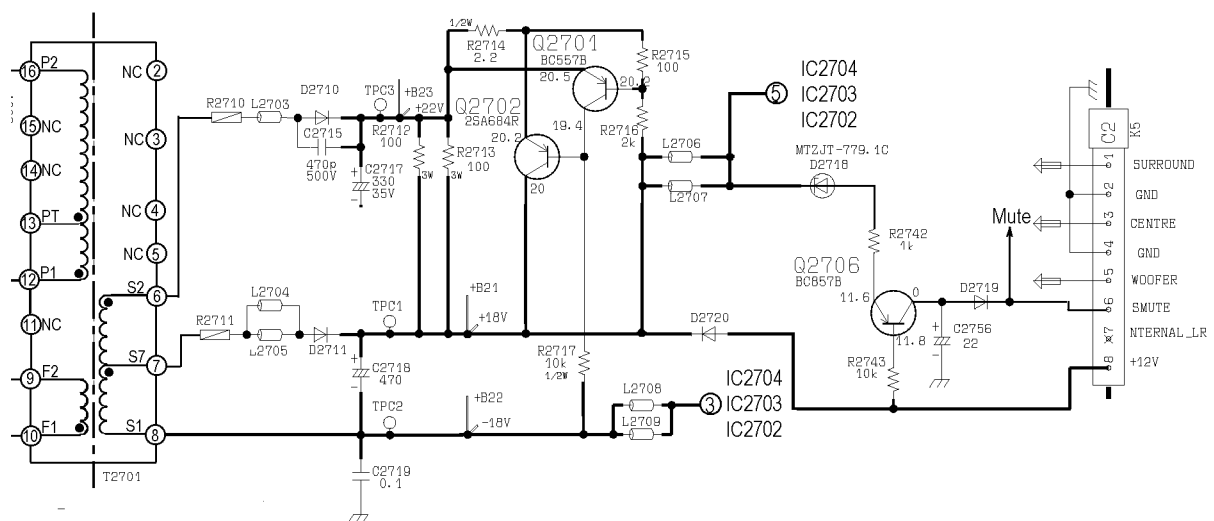 16 P2
NC 2
15 NC
NC 3
14 NC
NC 4
13 PT
NC 5
12 P1
S2 6
11 NC
S7 7
9 F2
10 F1
S1 8
T2701
R2710
L2703
D2710
C2715
470p
500V
TPC3
+B23
+22V
C2717
330
35V
R2712
100
3W
R2713
100
3W
1/2W
R2714
2.2
Q2701
BC557B
20.5
20.2
19.4
Q2702
2SA684R
20.2
20
R2715
100
R2716
2k
L2706
L2707
5
IC2704
IC2703
IC2702
MTZJT-779.1C
D2718
R2742
1k
Q2706
BC857B
11.6
0
11.8
R2743
10k
C2756
22
D2719
Mute
K5
C2
1 SURROUND
2 GND
3 CENTRE
4 GND
5 WOOFER
6 SMUTE
7 NTERNAL_LR
8 +12V
R2711
L2704
L2705
D2711
TPC1
+B21
+18V
C2718
470
R2717
10k
1/2W
D2720
TPC2
+B22
-18V
L2708
L2709
3
IC2704
IC2703
IC2702
C2719
0.1